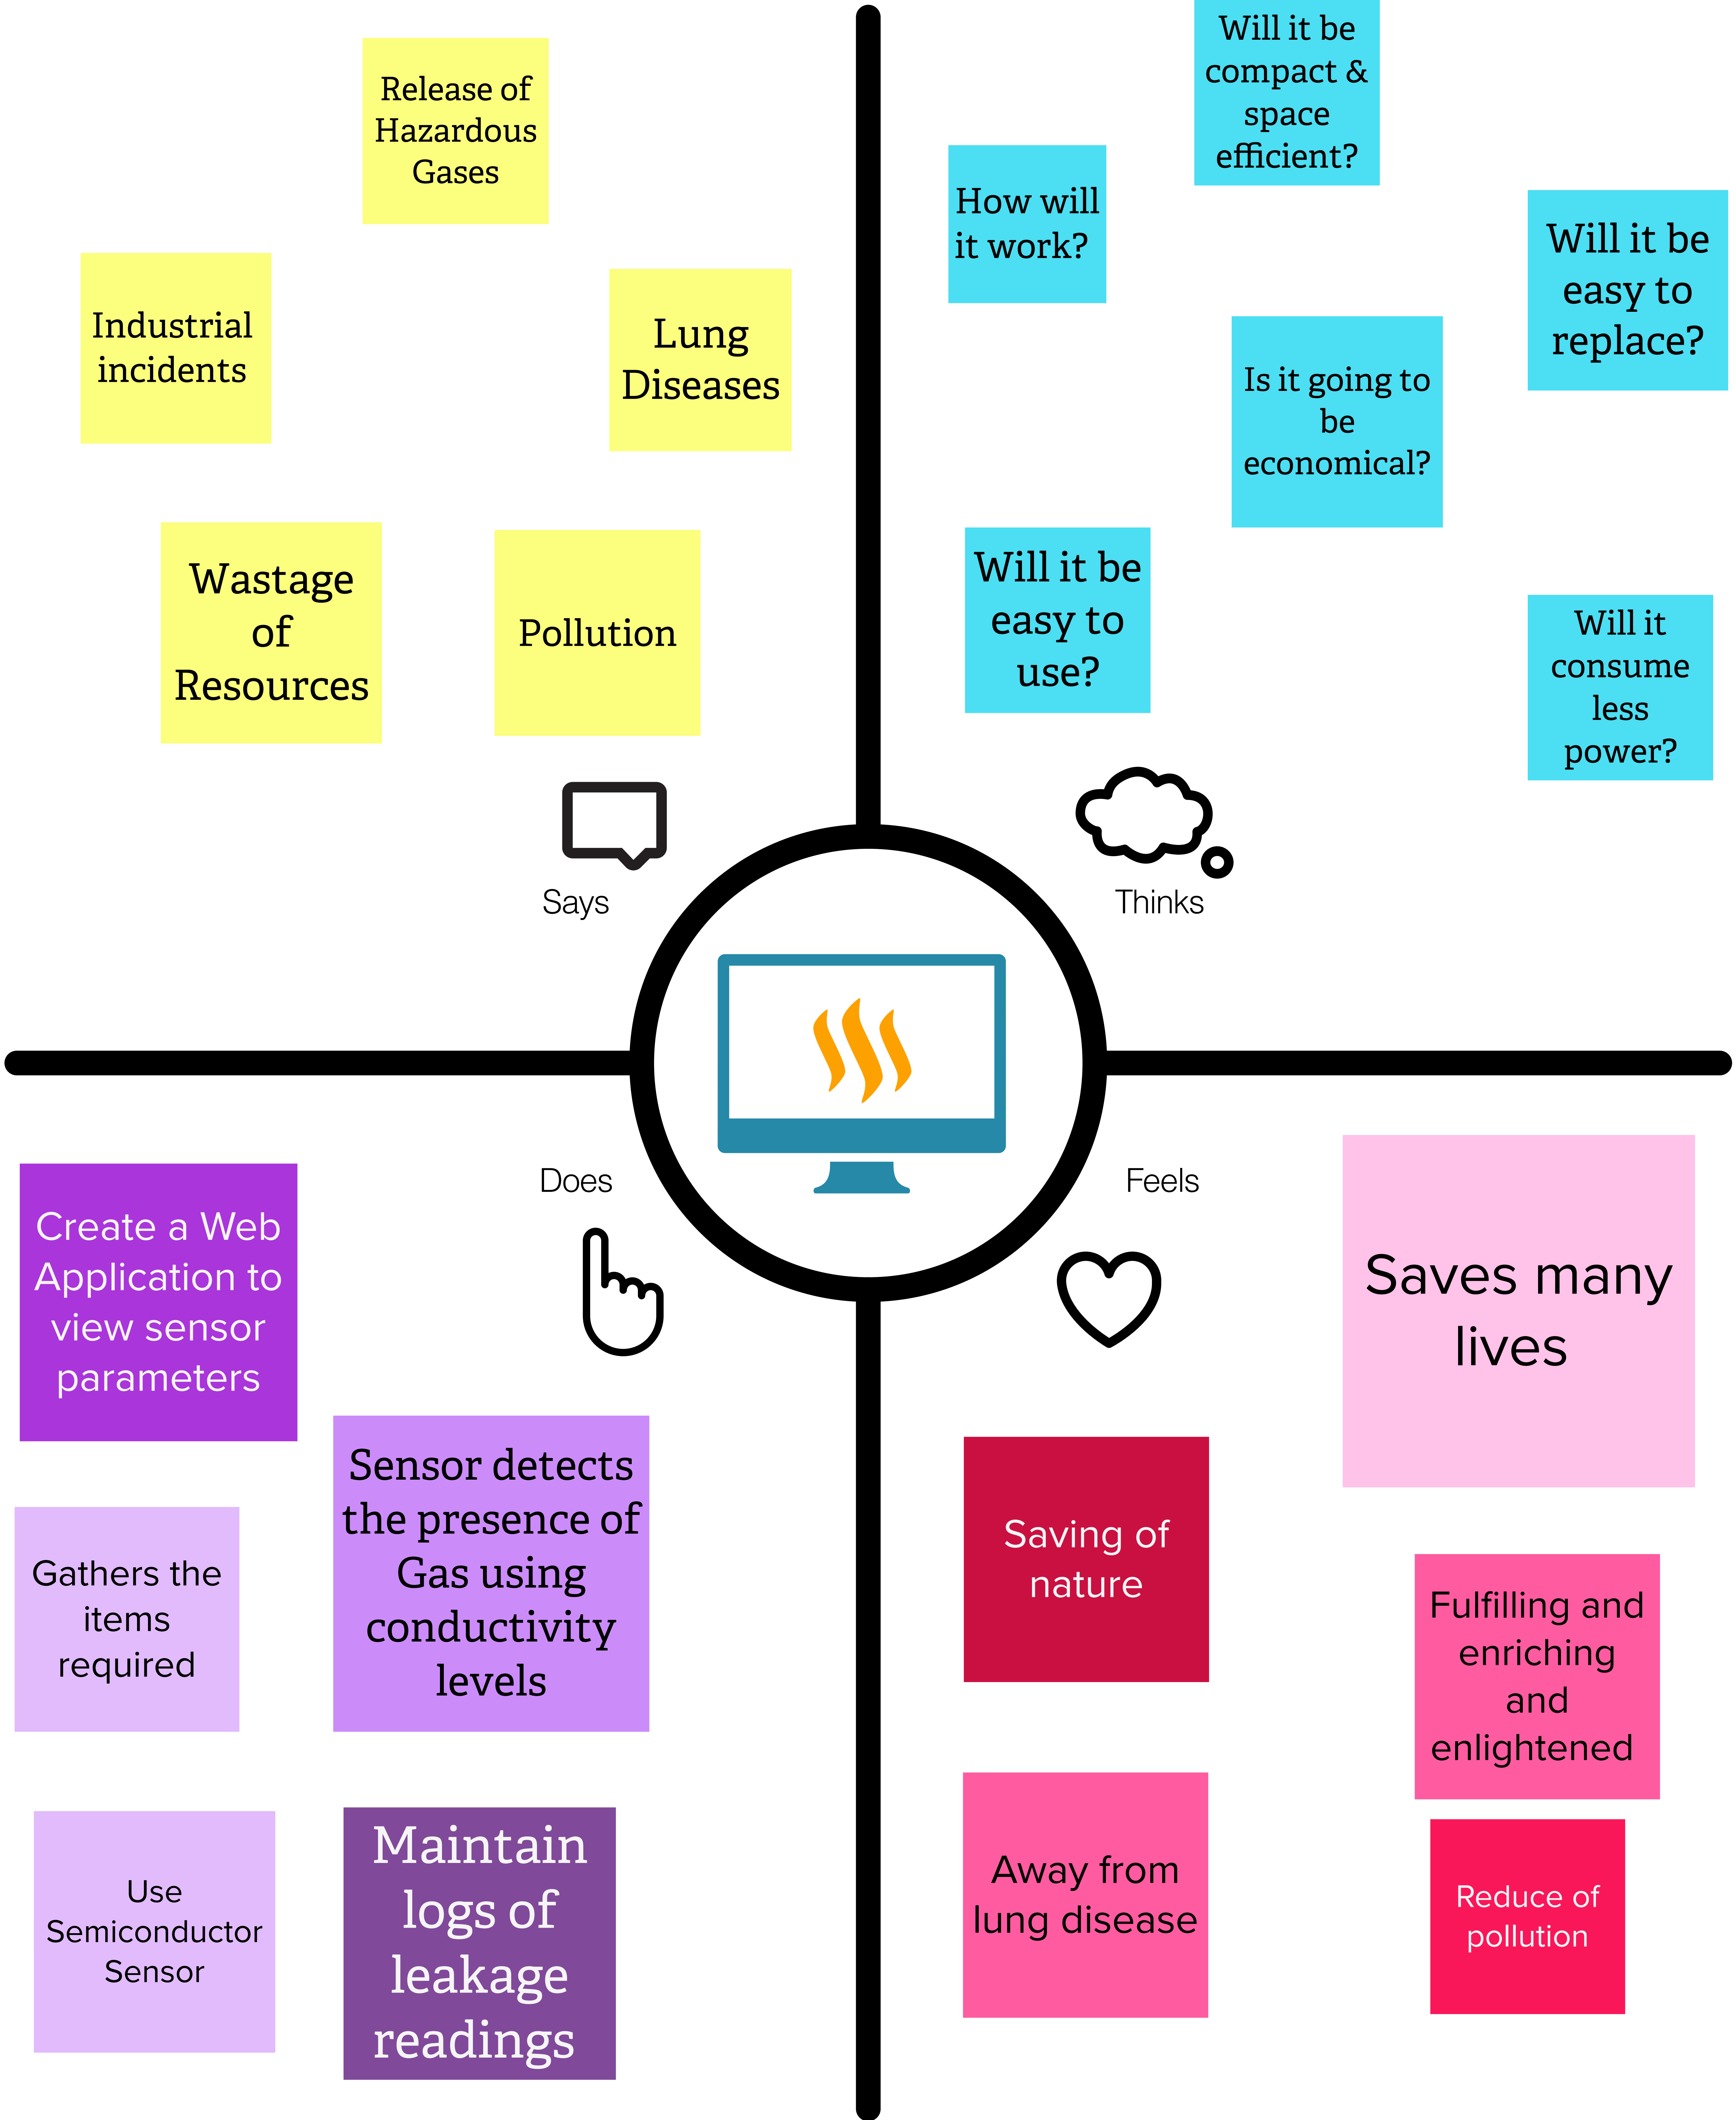 Release of
Hazardous
Gases
Industrial
incidents
Lung
Diseases
Wastage
of
Resources
Pollution
Says
Will it be
compact &
space
efficient?
How will
it work?
Will it be
easy to
replace?
Is it going to
be
economical?
Will it be
easy to
use?
Will it
consume
less
power?
Thinks
Does
Create a Web
Application to
view sensor
parameters
Sensor detects
the presence of
Gas using
conductivity
levels
Gathers the
items
required
Use
Semiconductor
Sensor
Maintain
logs of
leakage
readings
Feels
Saves many
lives
Saving of
nature
Fulfilling and
enriching
and
enlightened
Away from
lung disease
Reduce of
pollution